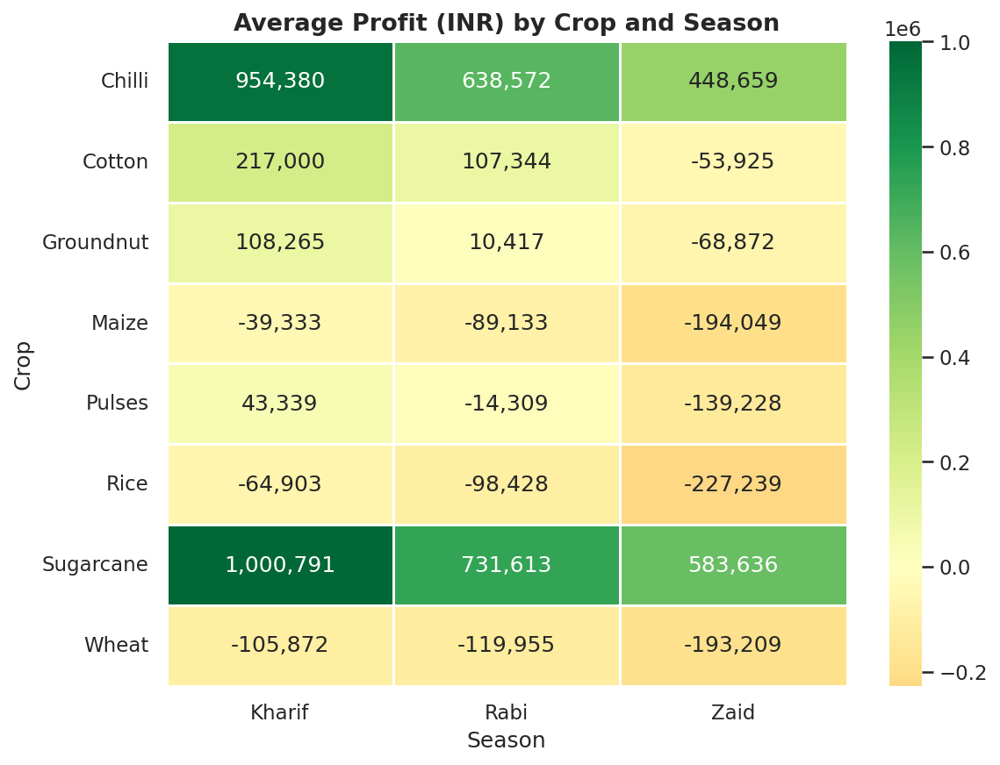 Average Profit (INR) by Crop and Season
1e6
Chilli 954,380 638,572 448,659
Cotton 217,000 107,344 -53,925
Groundnut 108,265 10,417 -68,872
Maize -39,333 -89,133 -194,049
Pulses 43,339 -14,309 -139,228
Rice -64,903 -98,428 -227,239
Sugarcane 1,000,791 731,613 583,636
Wheat -105,872 -119,955 -193,209
Crop
Kharif Rabi Zaid
Season
1.0
0.8
0.6
0.4
0.2
0.0
−0.2